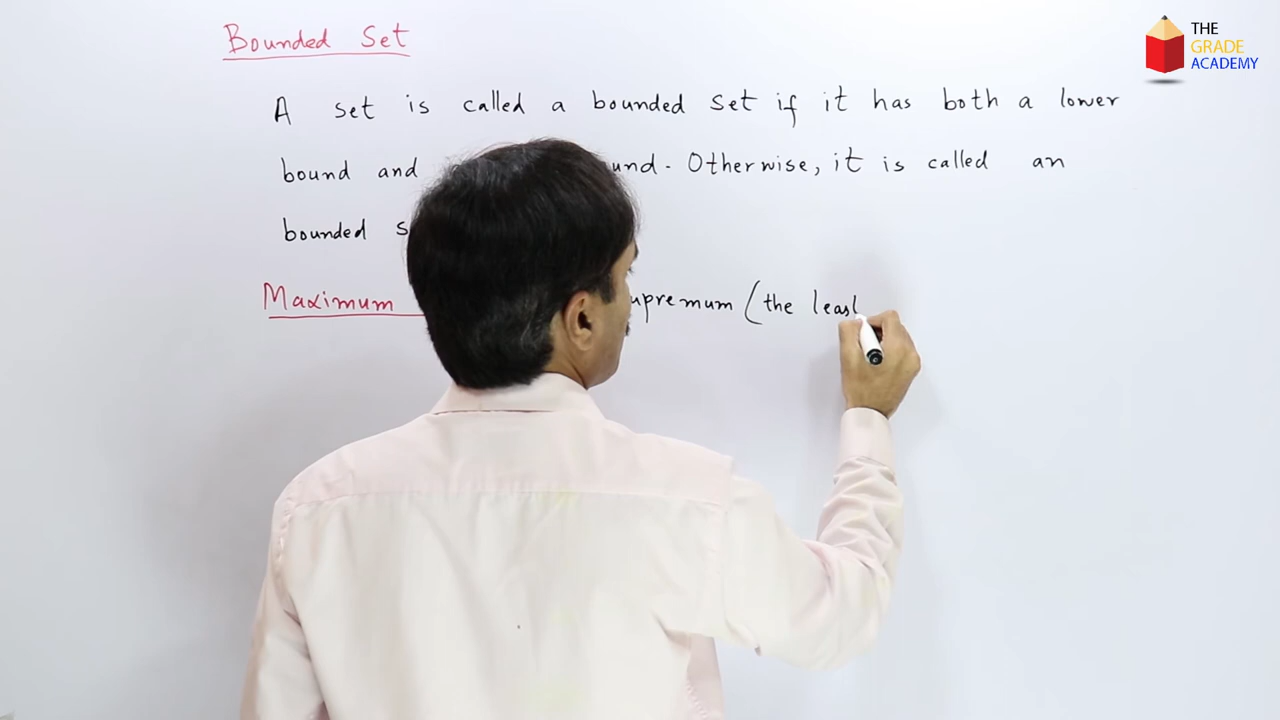 Bounded Set
A set is called a bounded set if it has both a lower
bound and und. Otherwise, it is called an
bounded s
Maximum upremum (the least
THE
GRADE
ACADEMY